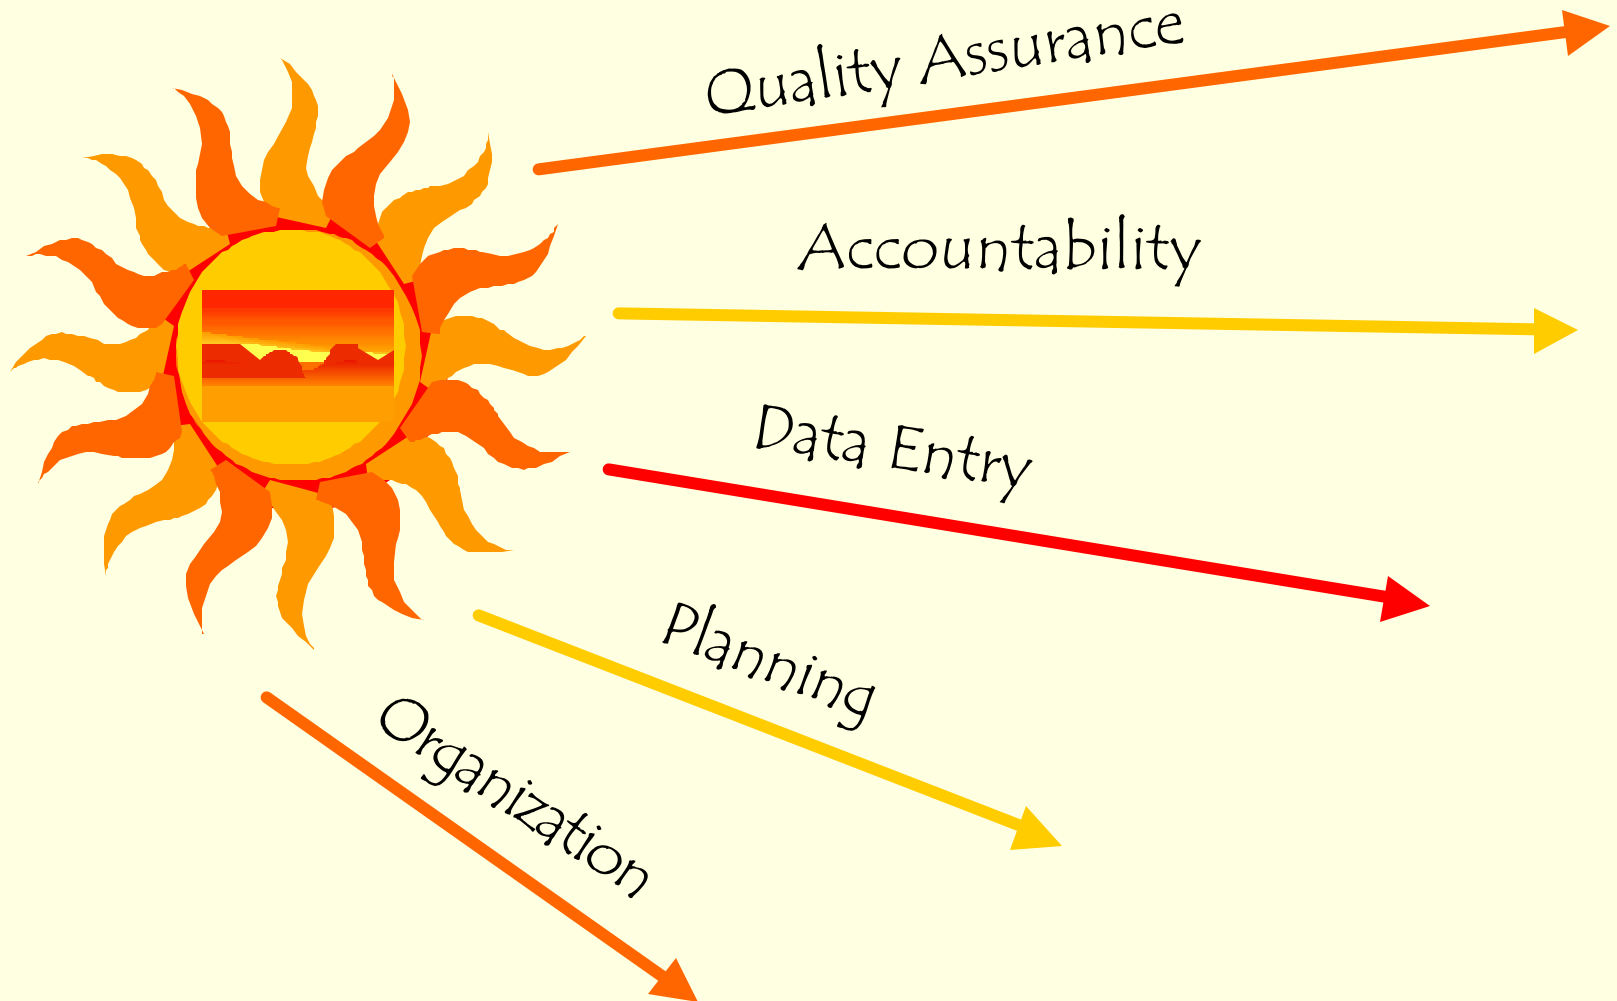 Quality Assurance
Accountability
Data Entry
Planning
Organization